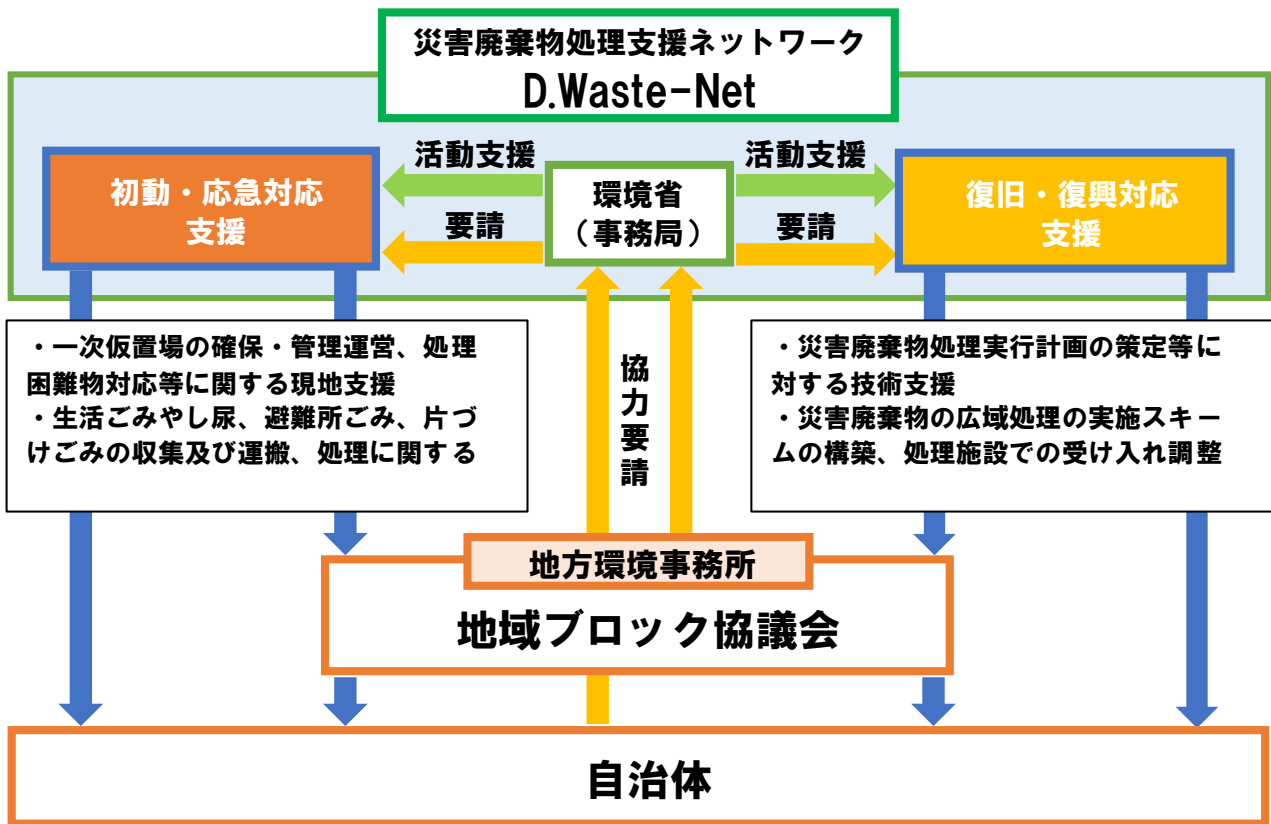 災害廃棄物処理支援ネットワーク
D.Waste-Net
活動支援
活動支援
初動・応急対応
支援
環境省
(事務局)
復旧・復興対応
支援
要請
要請
・一次仮置場の確保・管理運営、処理
困難物対応等に関する現地支援
・生活ごみやし尿、避難所ごみ、片づ
けごみの収集及び運搬、処理に関する
協力要請
・災害廃棄物処理実行計画の策定等に
対する技術支援
・災害廃棄物の広域処理の実施スキー
ムの構築、処理施設での受け入れ調整
地方環境事務所
地域ブロック協議会
自治体